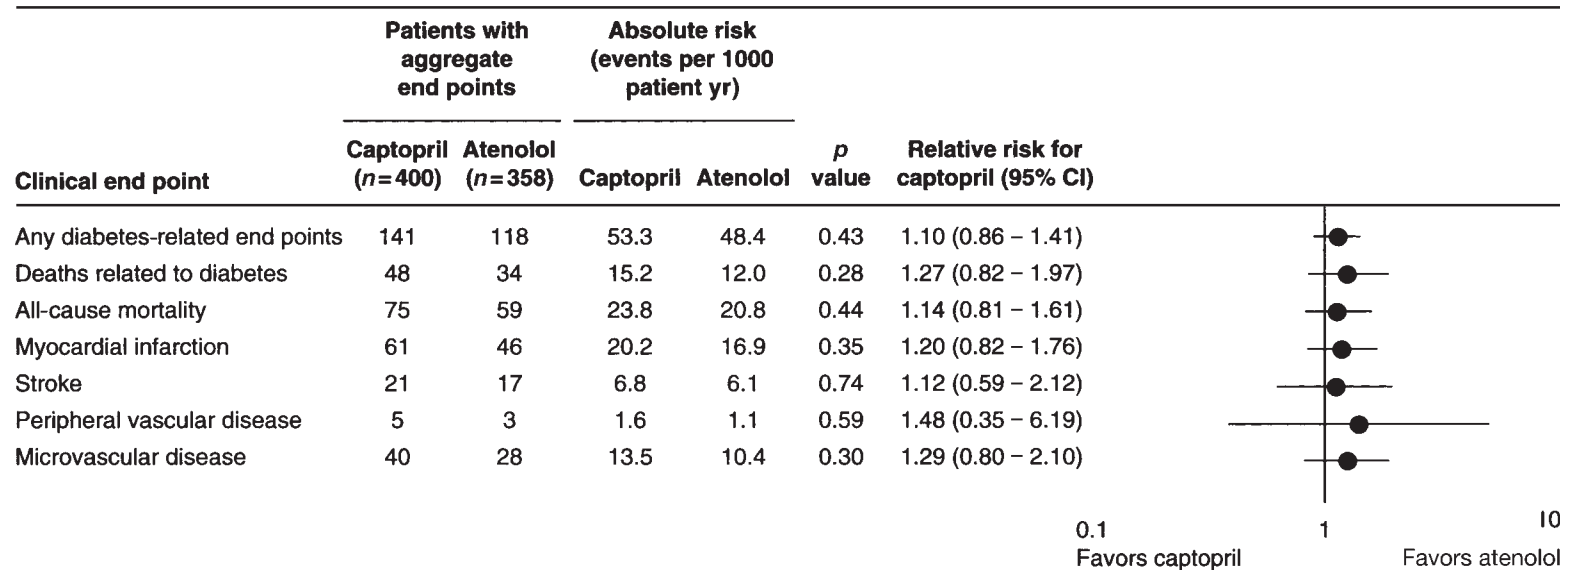 Patients with aggregate end points
Absolute risk (events per 1000 patient yr)
Clinical end point Captopril (n=400) Atenolol (n=358) Captopril Atenolol p value Relative risk for captopril (95% CI)
Any diabetes-related end points 141 118 53.3 48.4 0.43 1.10 (0.86 – 1.41)
Deaths related to diabetes 48 34 15.2 12.0 0.28 1.27 (0.82 – 1.97)
All-cause mortality 75 59 23.8 20.8 0.44 1.14 (0.81 – 1.61)
Myocardial infarction 61 46 20.2 16.9 0.35 1.20 (0.82 – 1.76)
Stroke 21 17 6.8 6.1 0.74 1.12 (0.59 – 2.12)
Peripheral vascular disease 5 3 1.6 1.1 0.59 1.48 (0.35 – 6.19)
Microvascular disease 40 28 13.5 10.4 0.30 1.29 (0.80 – 2.10)
0.1 1 10
Favors captopril Favors atenolol